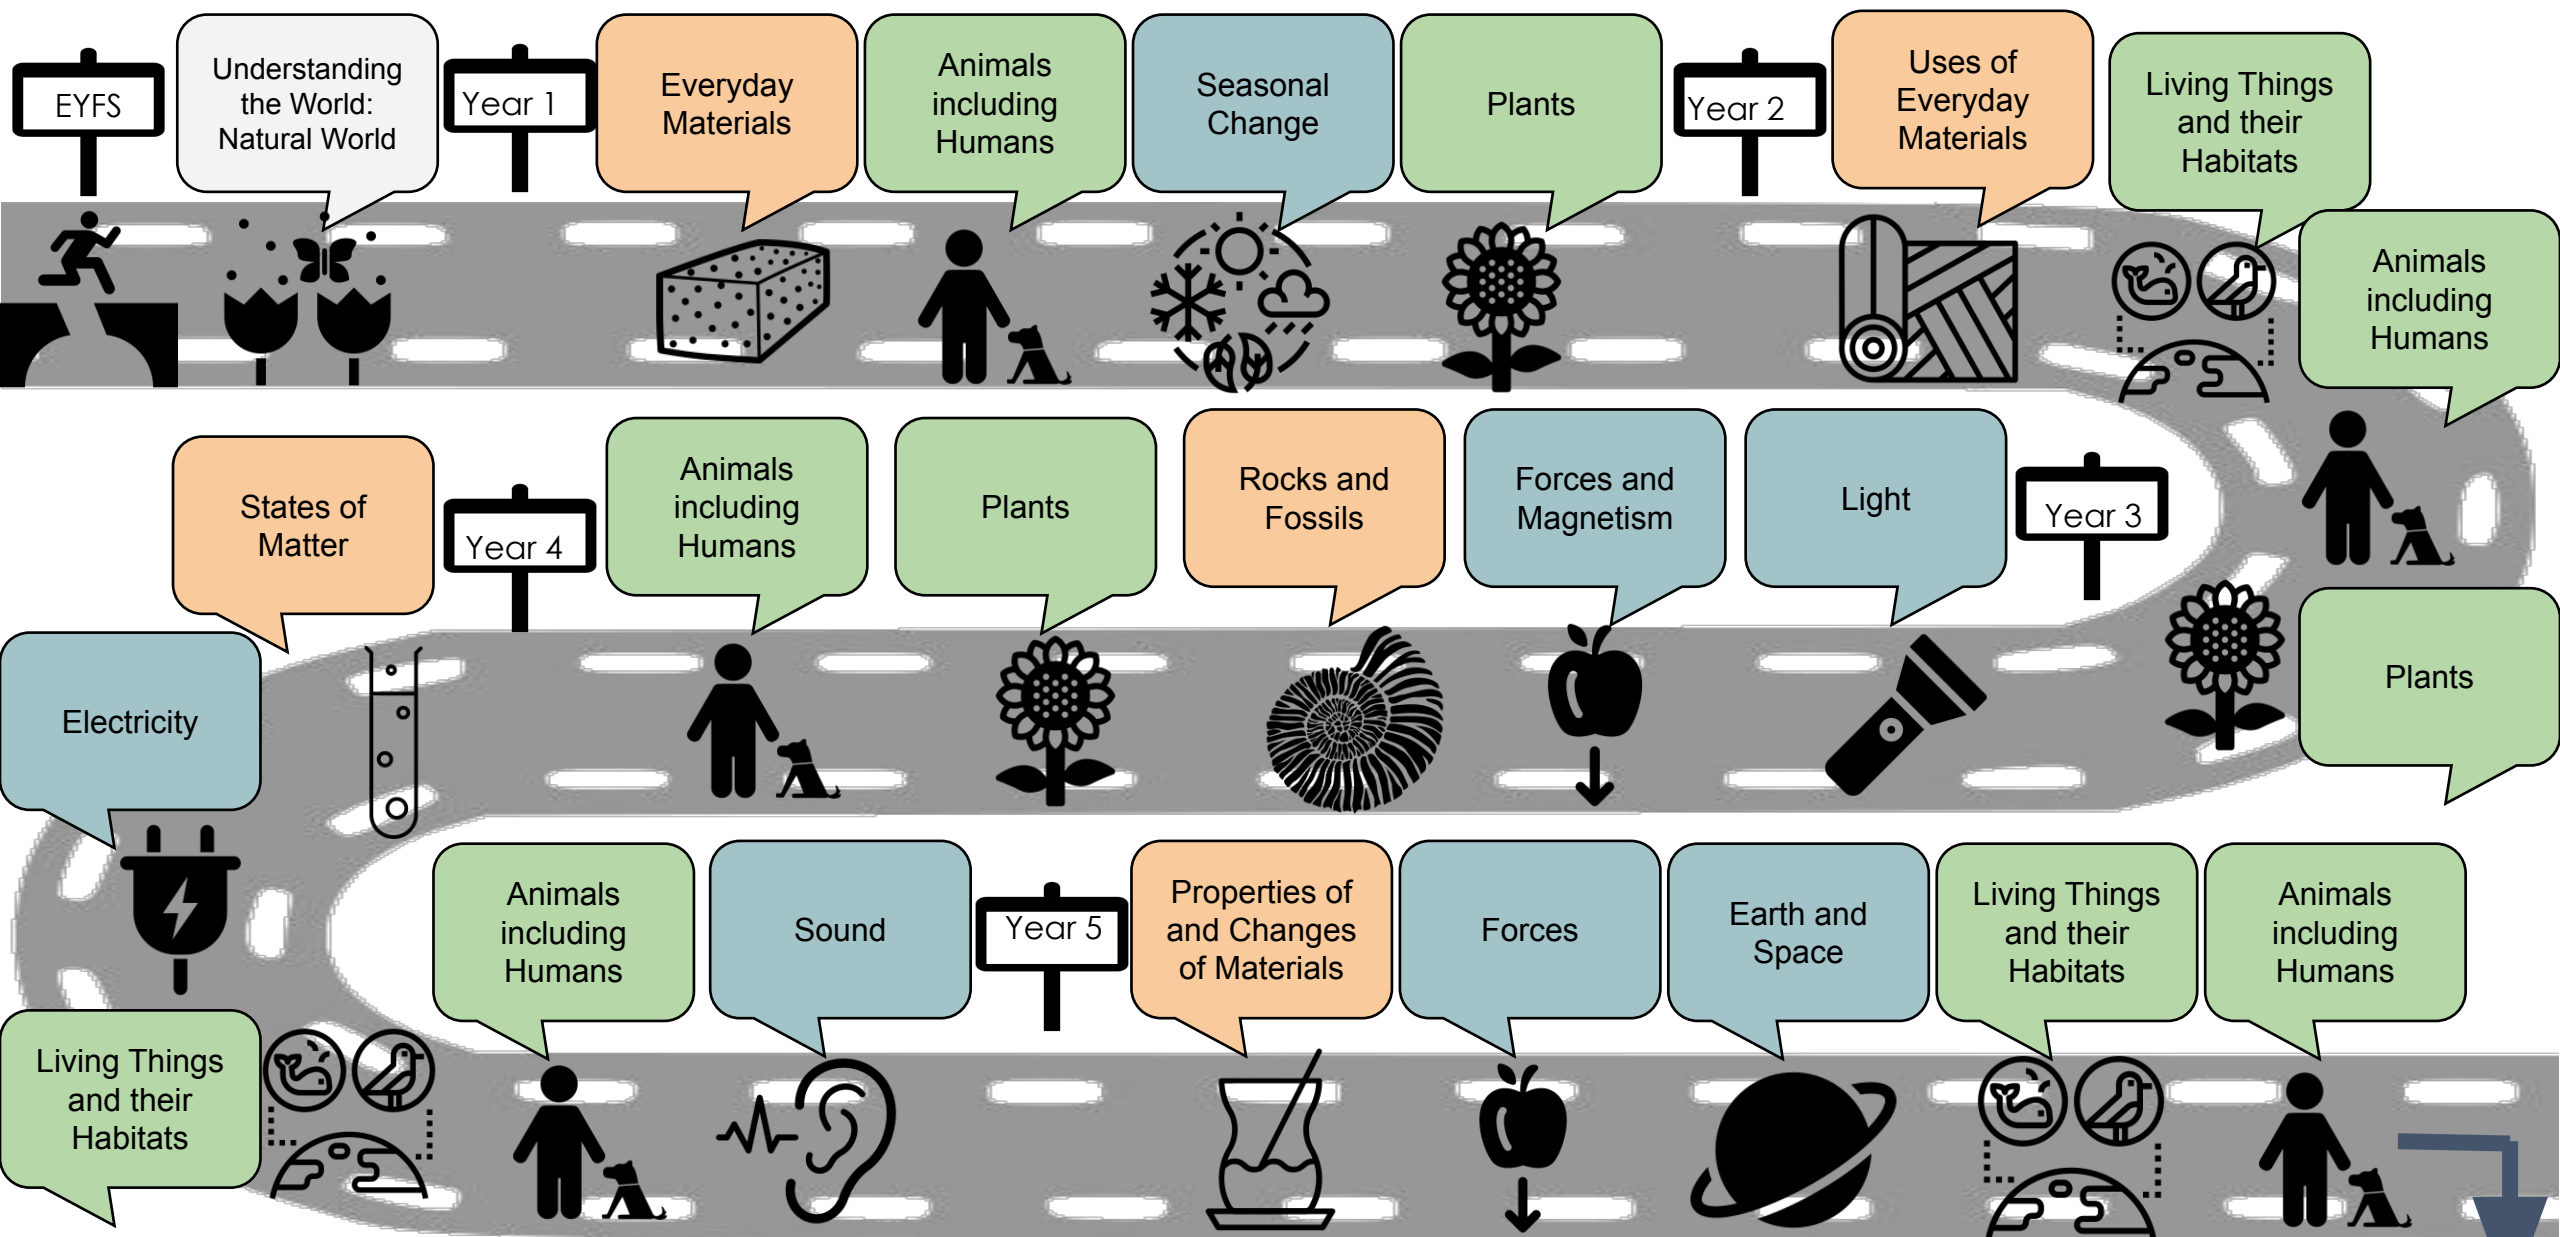 EYFS
Understanding
the World:
Natural World
Year 1
Everyday
Materials
Animals
including
Humans
Seasonal
Change
Plants
Year 2
Uses of
Everyday
Materials
Living Things
and their
Habitats
Animals
including
Humans
Plants
Year 3
Light
Forces and
Magnetism
Rocks and
Fossils
Plants
Animals
including
Humans
Year 4
States of
Matter
Electricity
Living Things
and their
Habitats
Animals
including
Humans
Sound
Year 5
Properties of
and Changes
of Materials
Forces
Earth and
Space
Living Things
and their
Habitats
Animals
including
Humans